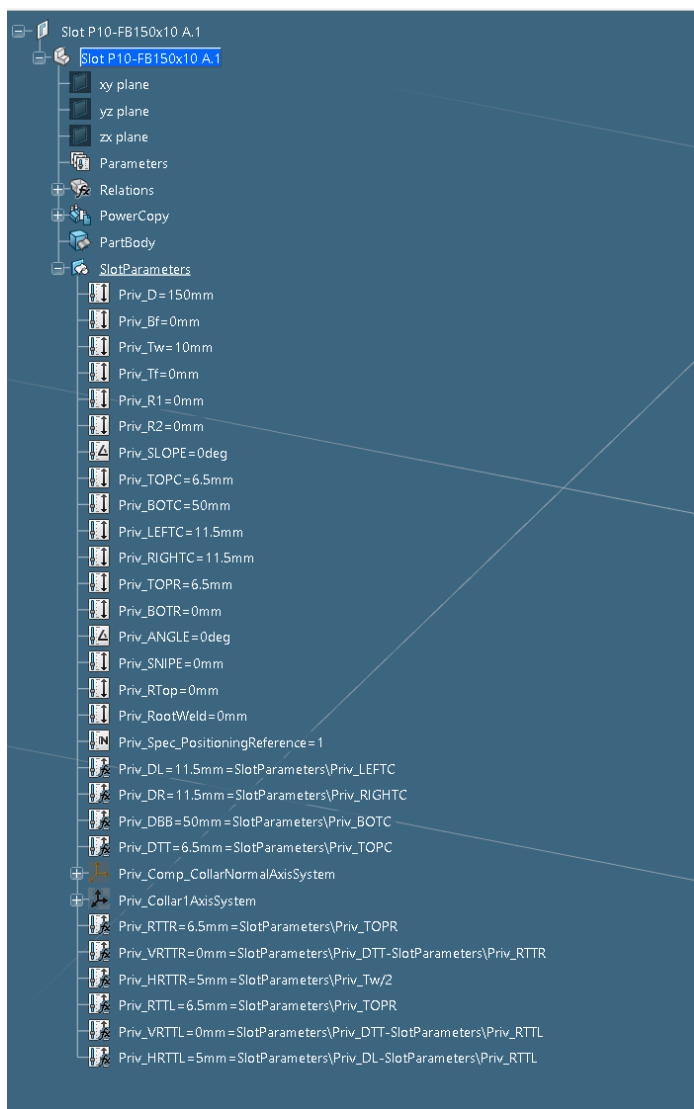 Slot P10-FB150x10 A.1
Slot P10-FB150x10 A.1
xy plane
yz plane
zx plane
Parameters
Relations
PowerCopy
PartBody
SlotParameters
Priv_D=150mm
Priv_Bf=0mm
Priv_Tw=10mm
Priv_Tf=0mm
Priv_R1=0mm
Priv_R2=0mm
Priv_SLOPE=0deg
Priv_TOPC=6.5mm
Priv_BOTC=50mm
Priv_LEFTC=11.5mm
Priv_RIGHTC=11.5mm
Priv_TOPR=6.5mm
Priv_BOTR=0mm
Priv_ANGLE=0deg
Priv_SNIPE=0mm
Priv_RTop=0mm
Priv_RootWeld=0mm
Priv_Spec_PositioningReference=1
Priv_DL=11.5mm=SlotParameters\Priv_LEFTC
Priv_DR=11.5mm=SlotParameters\Priv_RIGHTC
Priv_DBB=50mm=SlotParameters\Priv_BOTC
Priv_DTT=6.5mm=SlotParameters\Priv_TOPC
Priv_Comp_CollarNormalAxisSystem
Priv_Collar1AxisSystem
Priv_RTTR=6.5mm=SlotParameters\Priv_TOPR
Priv_VRTTR=0mm=SlotParameters\Priv_DTT-SlotParameters\Priv_RTTR
Priv_HRTTR=5mm=SlotParameters\Priv_Tw/2
Priv_RTTL=6.5mm=SlotParameters\Priv_TOPR
Priv_VRTTL=0mm=SlotParameters\Priv_DTT-SlotParameters\Priv_RTTL
Priv_HRTTL=5mm=SlotParameters\Priv_DL-SlotParameters\Priv_RTTL